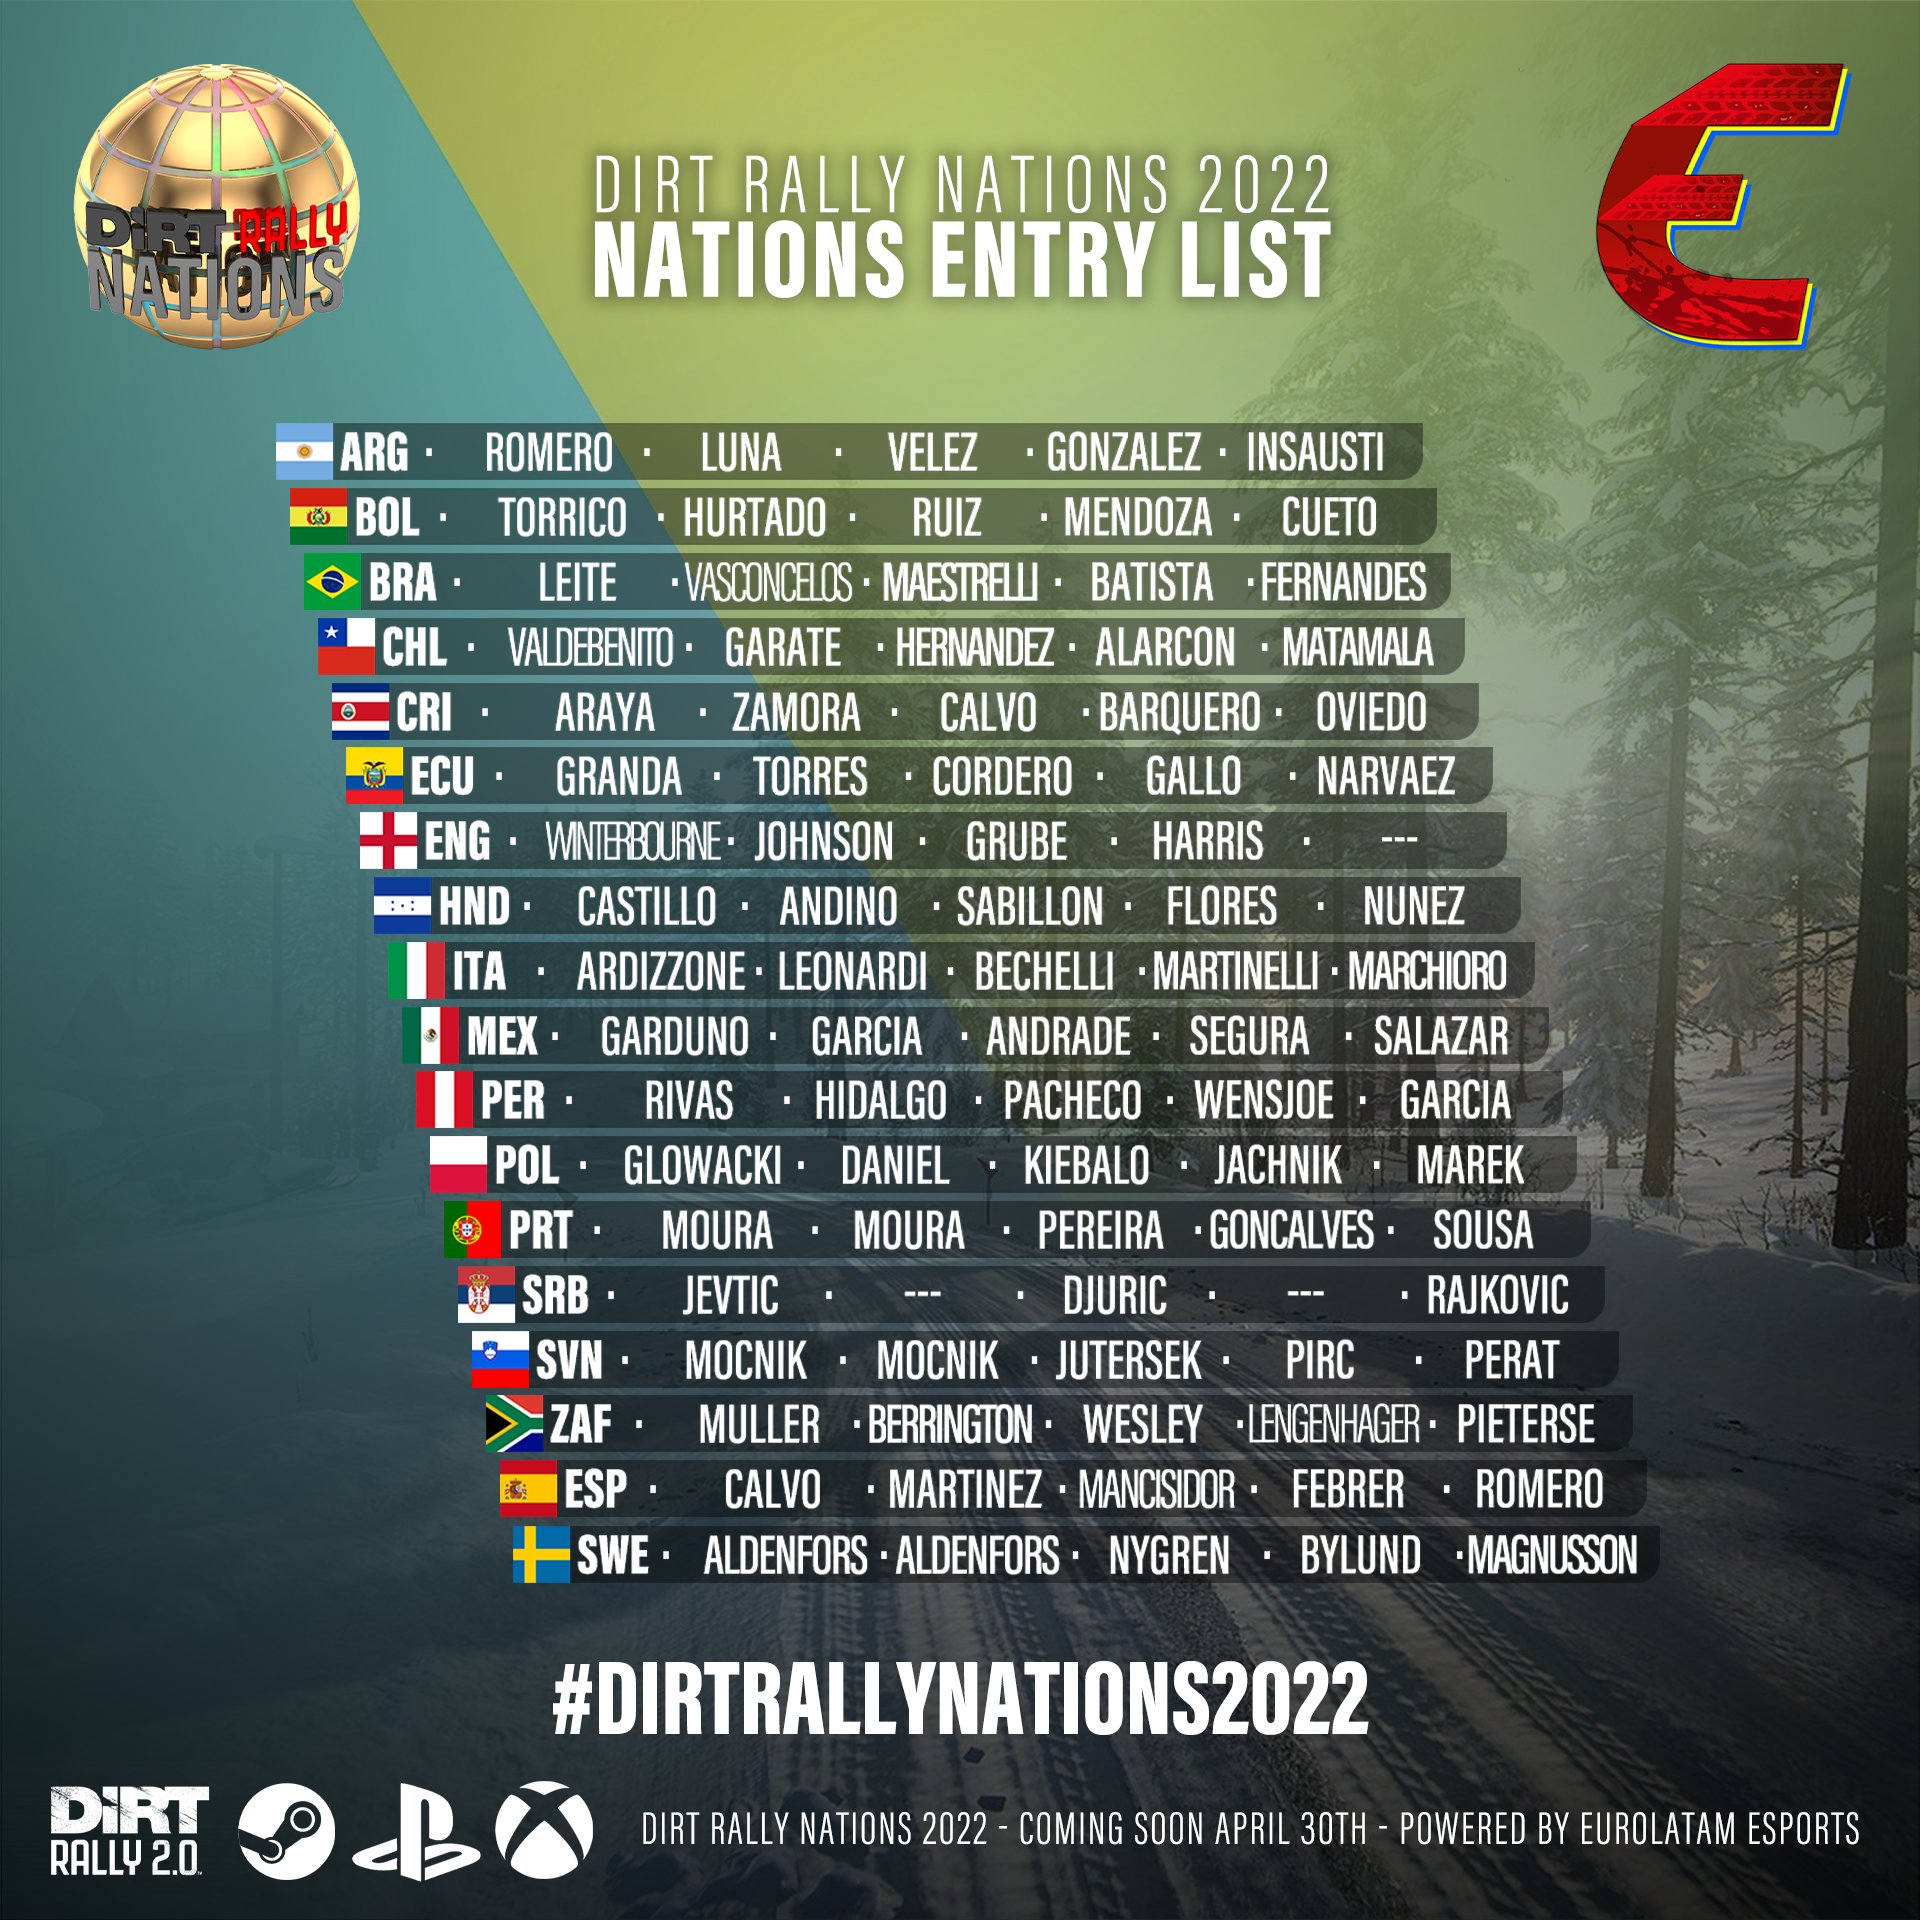 DiRT RALLY
NATIONS
DIRT RALLY NATIONS 2022
NATIONS ENTRY LIST
ARG · ROMERO · LUNA · VELEZ · GONZALEZ · INSAUSTI
BOL · TORRICO · HURTADO · RUIZ · MENDOZA · CUETO
BRA · LEITE · VASCONCELOS · MAESTRELLI · BATISTA · FERNANDES
CHL · VALDEBENITO · GARATE · HERNANDEZ · ALARCON · MATAMALA
CRI · ARAYA · ZAMORA · CALVO · BARQUERO · OVIEDO
ECU · GRANDA · TORRES · CORDERO · GALLO · NARVAEZ
ENG · WINTERBOURNE · JOHNSON · GRUBE · HARRIS · ---
HND · CASTILLO · ANDINO · SABILLON · FLORES · NUNEZ
ITA · ARDIZZONE · LEONARDI · BECHELLI · MARTINELLI · MARCHIORO
MEX · GARDUNO · GARCIA · ANDRADE · SEGURA · SALAZAR
PER · RIVAS · HIDALGO · PACHECO · WENSJOE · GARCIA
POL · GLOWACKI · DANIEL · KIEBALO · JACHNIK · MAREK
PRT · MOURA · MOURA · PEREIRA · GONCALVES · SOUSA
SRB · JEVTIC · --- · DJURIC · --- · RAJKOVIC
SVN · MOCNIK · MOCNIK · JUTERSEK · PIRC · PERAT
ZAF · MULLER · BERRINGTON · WESLEY · LENGENHAGER · PIETERSE
ESP · CALVO · MARTINEZ · MANCISIDOR · FEBRER · ROMERO
SWE · ALDENFORS · ALDENFORS · NYGREN · BYLUND · MAGNUSSON
#DIRTRALLYNATIONS2022
DiRT
RALLY 2.0
DIRT RALLY NATIONS 2022 - COMING SOON APRIL 30TH - POWERED BY EUROLATAM ESPORTS